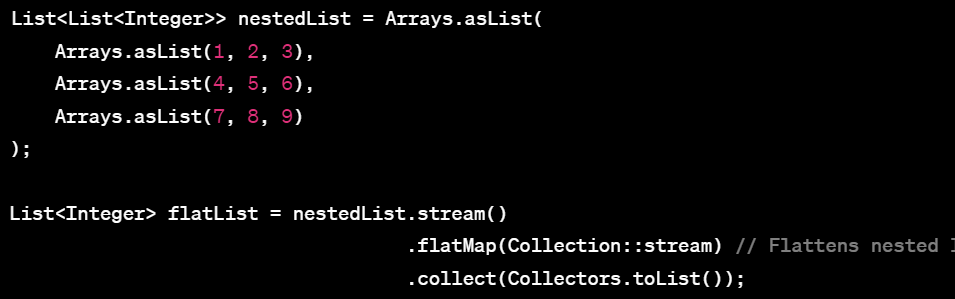 List<List<Integer>> nestedList = Arrays.asList(
    Arrays.asList(1, 2, 3),
    Arrays.asList(4, 5, 6),
    Arrays.asList(7, 8, 9)
);
List<Integer> flatList = nestedList.stream()
                                     .flatMap(Collection::stream) // Flattens nested
                                     .collect(Collectors.toList());